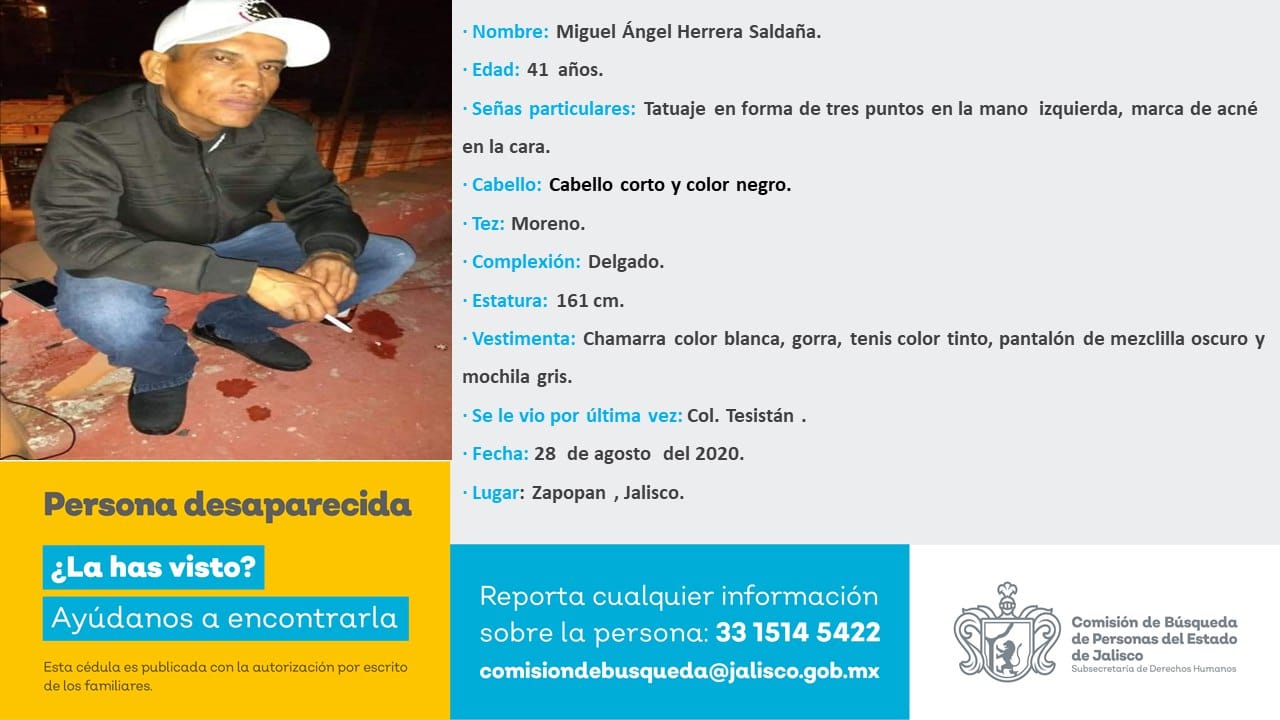 · Nombre: Miguel Ángel Herrera Saldaña.
· Edad: 41 años.
· Señas particulares: Tatuaje en forma de tres puntos en la mano izquierda, marca de acné
en la cara.
· Cabello: Cabello corto y color negro.
· Tez: Moreno.
· Complexión: Delgado.
· Estatura: 161 cm.
· Vestimenta: Chamarra color blanca, gorra, tenis color tinto, pantalón de mezclilla oscuro y
mochila gris.
· Se le vio por última vez: Col. Tesistán .
· Fecha: 28 de agosto del 2020.
· Lugar: Zapopan , Jalisco.
Persona desaparecida
¿La has visto?
Ayúdanos a encontrarla
Esta cédula es publicada con la autorización por escrito
de los familiares.
Reporta cualquier información
sobre la persona: 33 1514 5422
comisiondebusqueda@jalisco.gob.mx
Comisión de Búsqueda
de Personas del Estado
de Jalisco
Subsecretaría de Derechos Humanos